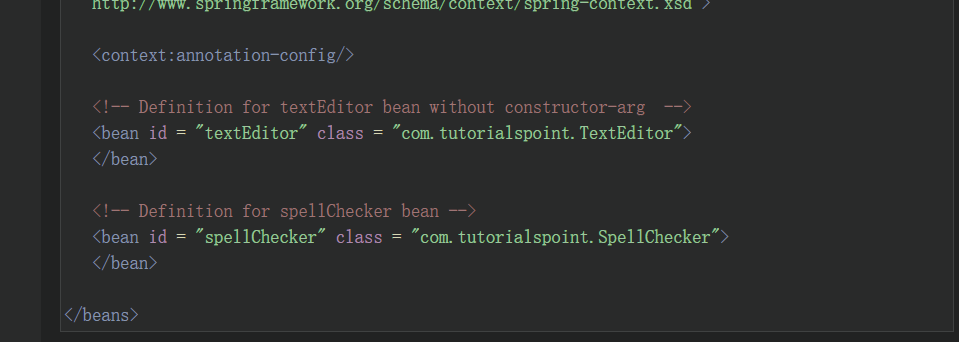 http://www.springframework.org/schema/context/spring-context.xsd">
<context:annotation-config/>
<!-- Definition for textEditor bean without constructor-arg  -->
<bean id = "textEditor" class = "com.tutorialspoint.TextEditor">
</bean>
<!-- Definition for spellChecker bean -->
<bean id = "spellChecker" class = "com.tutorialspoint.SpellChecker">
</bean>
</beans>